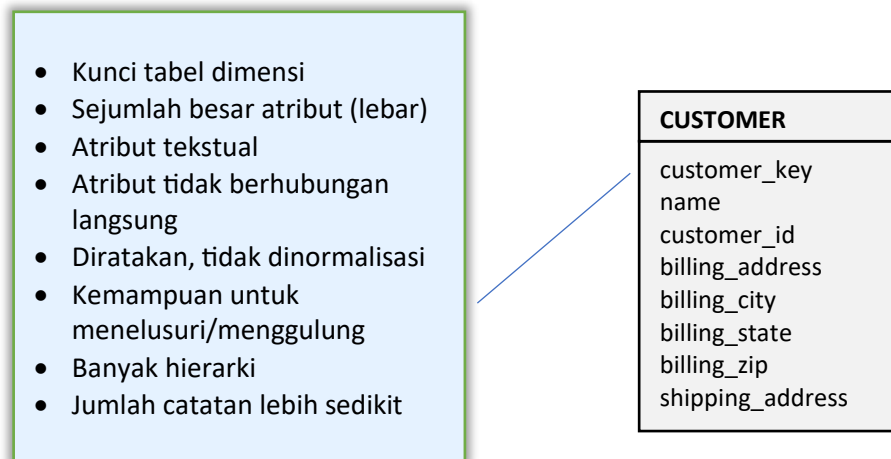 • Kunci tabel dimensi
• Sejumlah besar atribut (lebar)
• Atribut tekstual
• Atribut tidak berhubungan
langsung
• Diratakan, tidak dinormalisasi
• Kemampuan untuk
menelusuri/menggulung
• Banyak hierarki
• Jumlah catatan lebih sedikit
CUSTOMER
customer_key
name
customer_id
billing_address
billing_city
billing_state
billing_zip
shipping_address